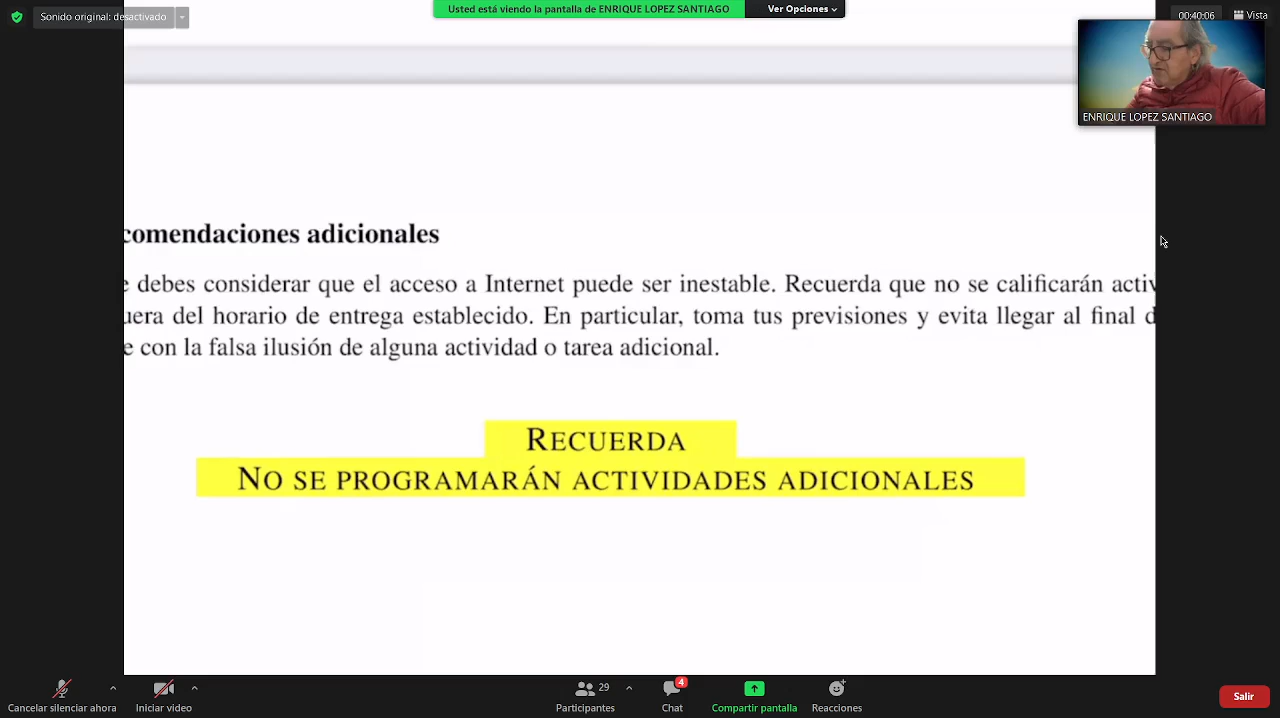 Sonido original: desactivado
Usted está viendo la pantalla de ENRIQUE LOPEZ SANTIAGO
Ver Opciones
00:40:06
Vista
ENRIQUE LOPEZ SANTIAGO
comendaciones adicionales
debes considerar que el acceso a Internet puede ser inestable. Recuerda que no se calificarán activ
uera del horario de entrega establecido. En particular, toma tus previsiones y evita llegar al final d
e con la falsa ilusión de alguna actividad o tarea adicional.
RECUERDA
NO SE PROGRAMARÁN ACTIVIDADES ADICIONALES
Cancelar silenciar ahora
Iniciar video
29
Participantes
4
Chat
Compartir pantalla
Reacciones
Salir